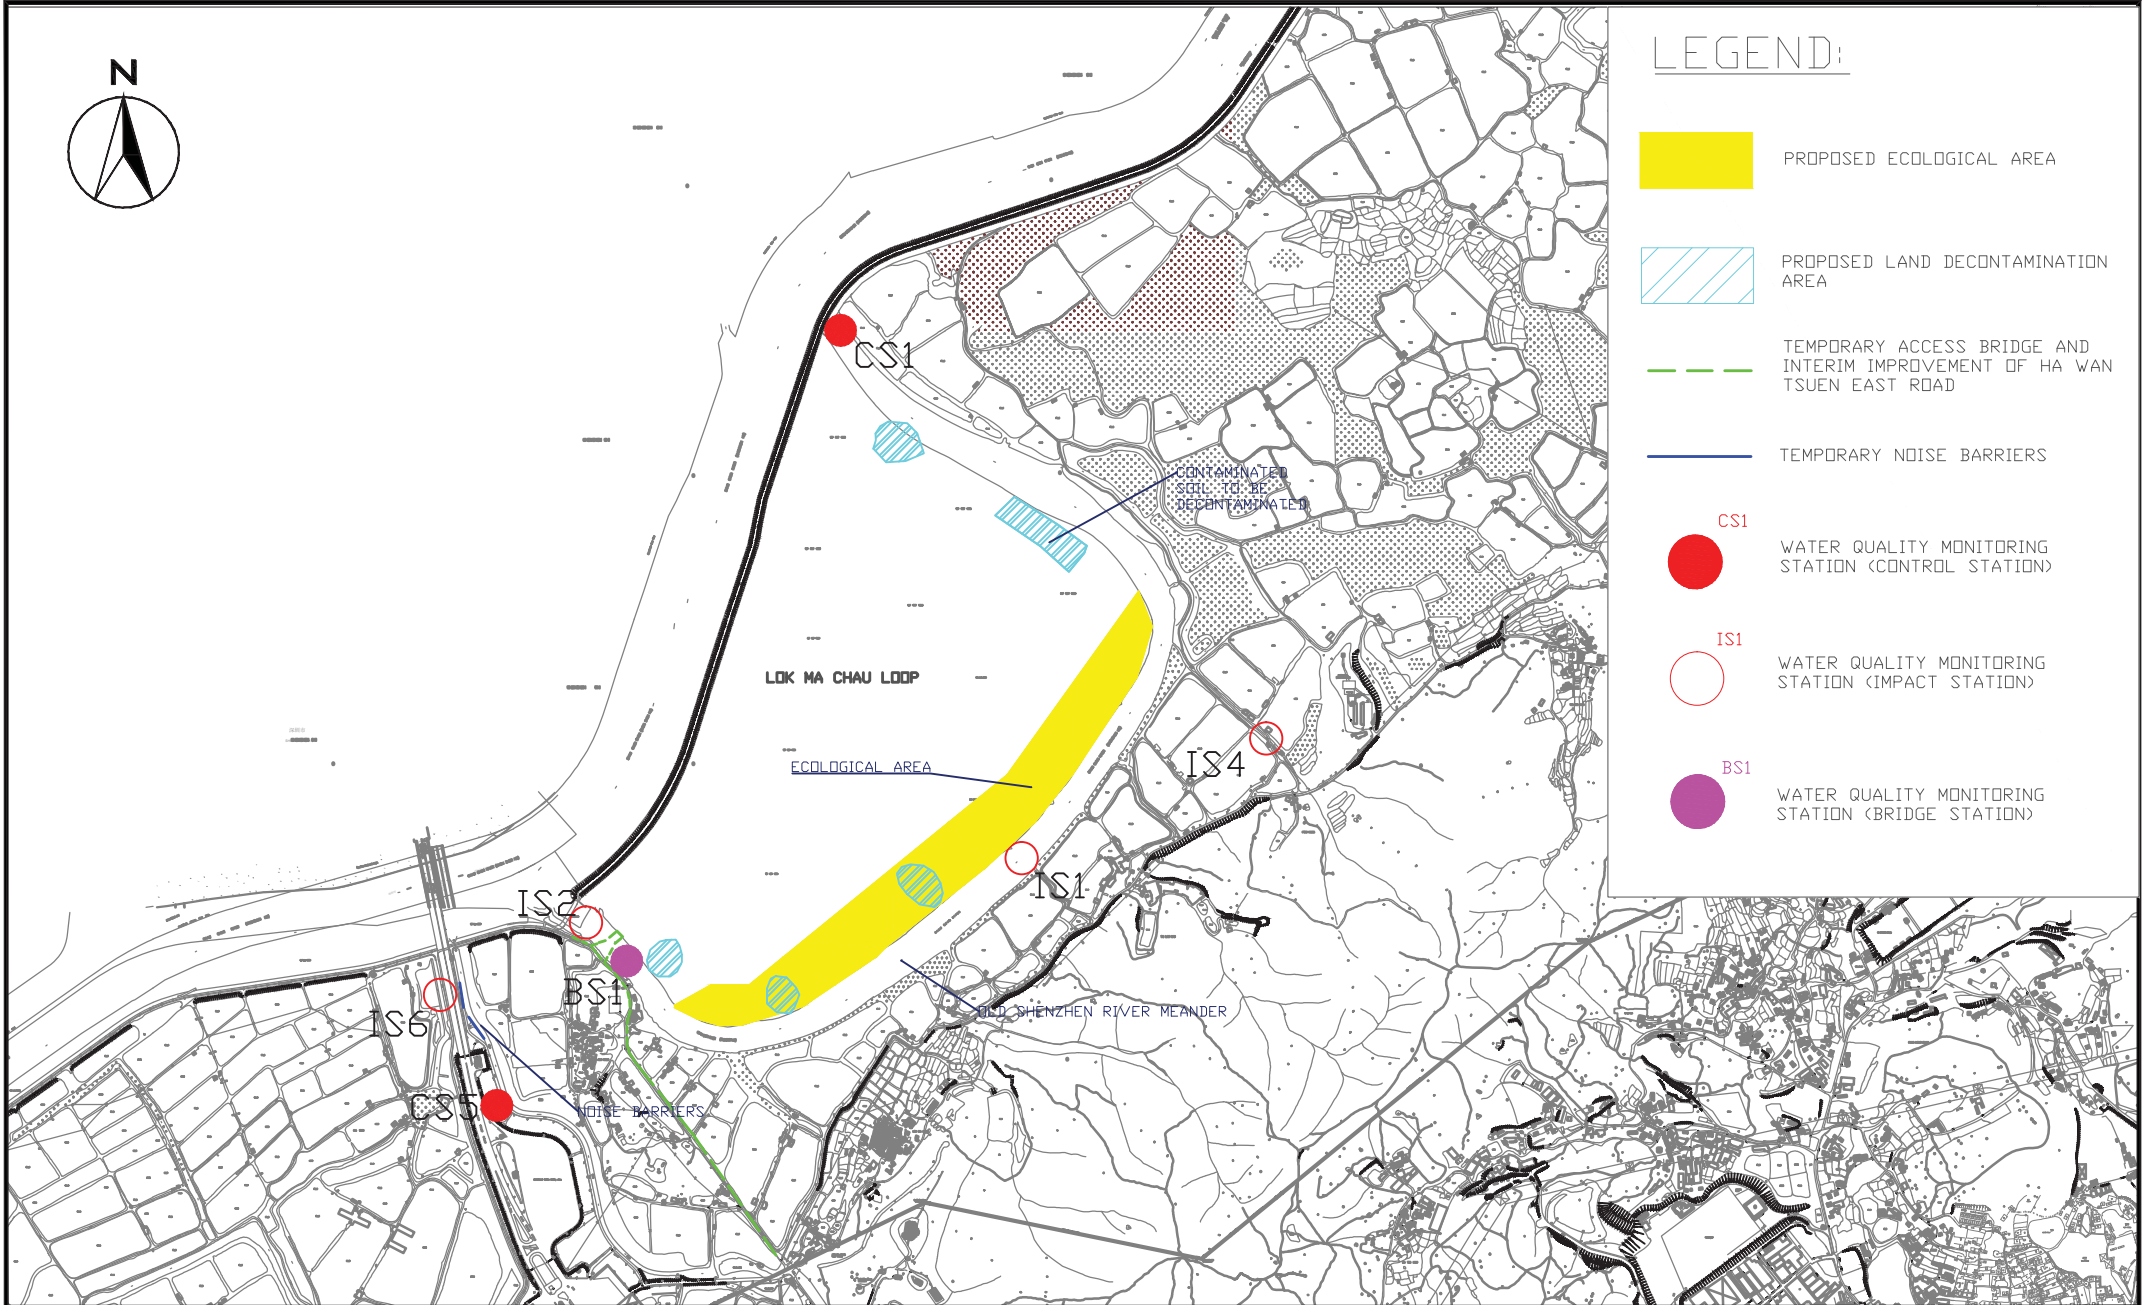 N
LEGEND:
PROPOSED ECOLOGICAL AREA
PROPOSED LAND DECONTAMINATION
AREA
TEMPORARY ACCESS BRIDGE AND
INTERIM IMPROVEMENT OF HA WAN
TSUEN EAST ROAD
TEMPORARY NOISE BARRIERS
CS1
WATER QUALITY MONITORING
STATION (CONTROL STATION)
IS1
WATER QUALITY MONITORING
STATION (IMPACT STATION)
BS1
WATER QUALITY MONITORING
STATION (BRIDGE STATION)
CS1
CONTAMINATED
SOIL TO BE
DECONTAMINATED
LOK MA CHAU LOOP
ECOLOGICAL AREA
IS4
IS1
IS2
BS1
OLD SHENZHEN RIVER MEANDER
IS6
CS5
NOISE BARRIERS